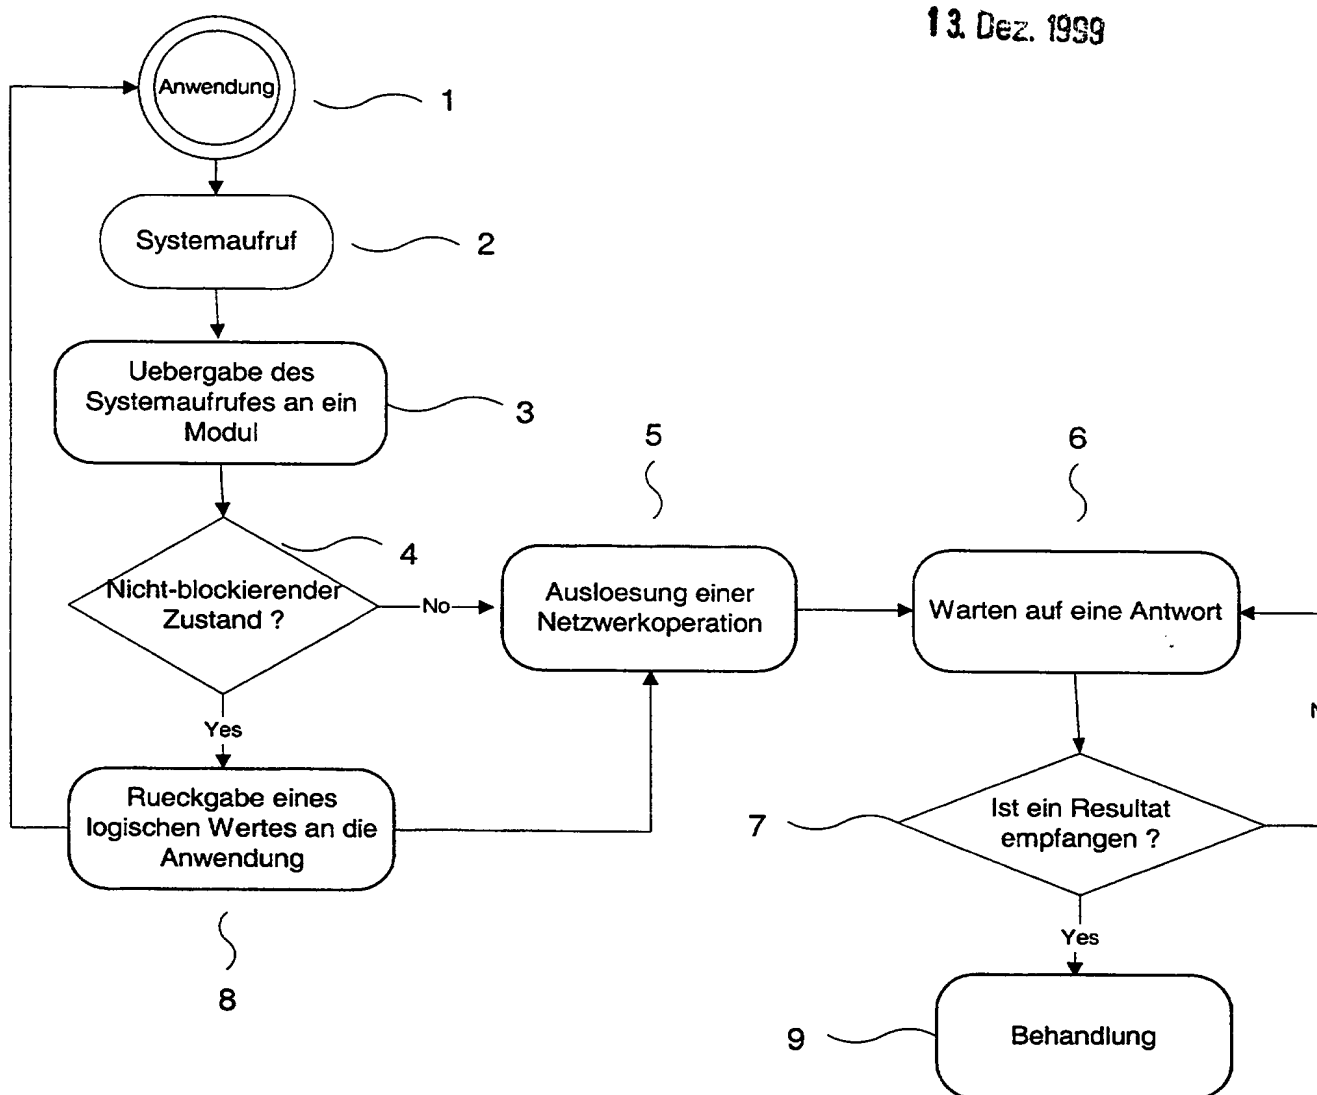 13. Dez. 1999
Anwendung
1
Systemaufruf
2
Uebergabe des
Systemaufrufes an ein
Modul
3
5
6
4
Nicht-blockierender
Zustand ?
No
Ausloesung einer
Netzwerkoperation
Warten auf eine Antwort
Yes
Rueckgabe eines
logischen Wertes an die
Anwendung
7
Ist ein Resultat
empfangen ?
Yes
8
9
Behandlung